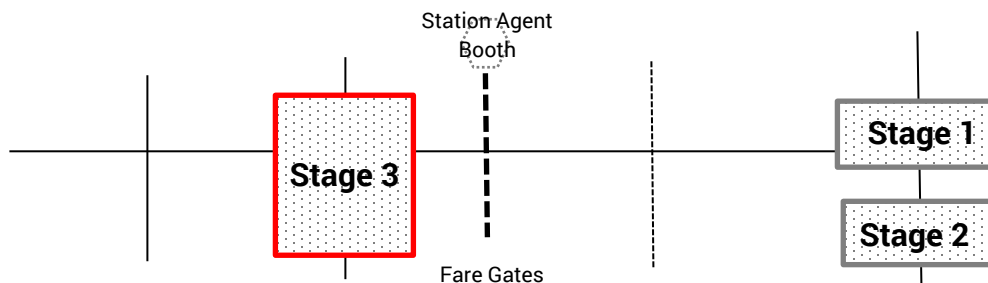 Station Agent
Booth
Stage 1
Stage 3
Stage 2
Fare Gates